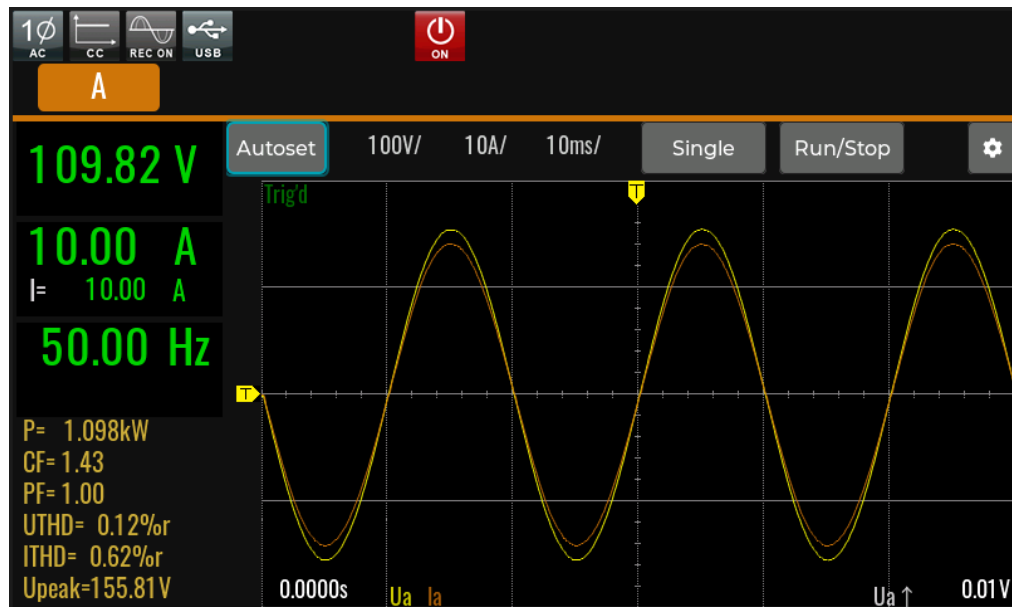 1Ø
AC
CC
REC ON
USB
ON
A
109.82 V
10.00 A
|= 10.00 A
50.00 Hz
P= 1.098kW
CF= 1.43
PF= 1.00
UTHD= 0.12%r
ITHD= 0.62%r
Upeak=155.81V
Autoset 100V/ 10A/ 10ms/ Single Run/Stop
Trig'd
T
T
0.0000s Ua Ia Ua ↑ 0.01V